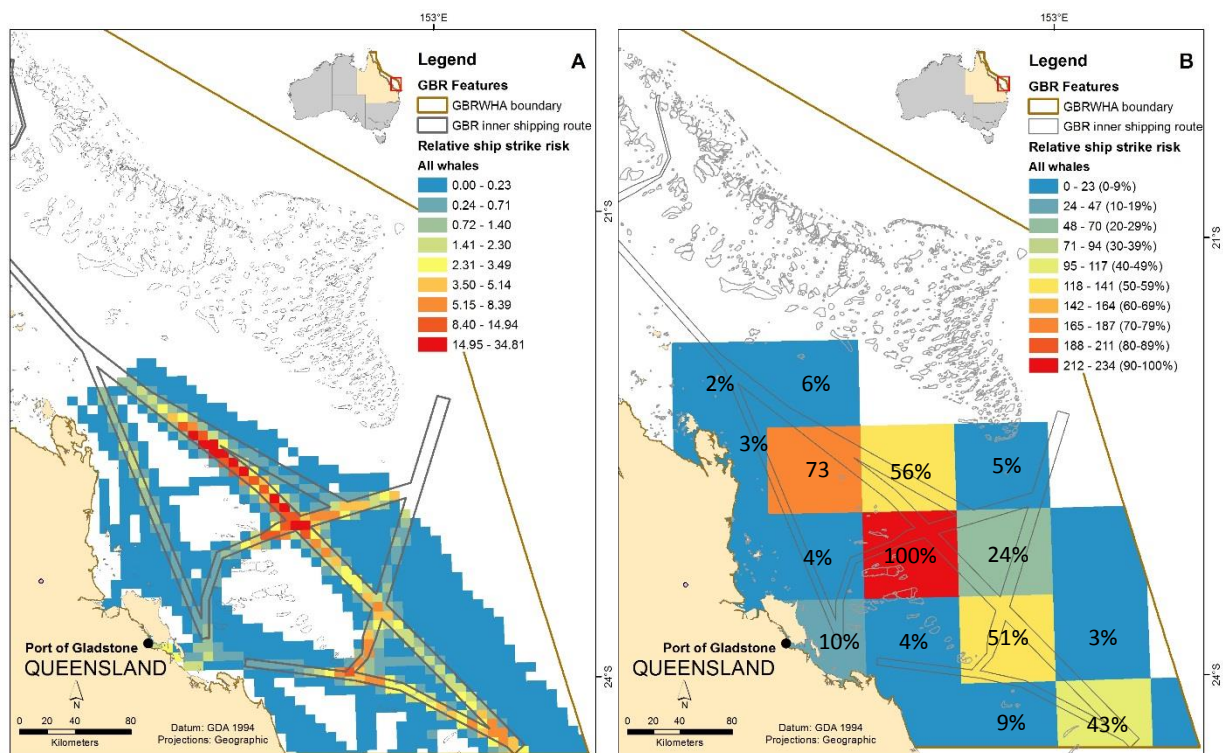 153°E
Legend
A
GBR Features
GBRWHA boundary
GBR inner shipping route
Relative ship strike risk
All whales
0.00 - 0.23
0.24 - 0.71
0.72 - 1.40
1.41 - 2.30
2.31 - 3.49
3.50 - 5.14
5.15 - 8.39
8.40 - 14.94
14.95 - 34.81
21°S
Port of Gladstone
QUEENSLAND
24°S
N
0 20 40 80
Kilometers
Datum: GDA 1994
Projections: Geographic
153°E
Legend
B
GBR Features
GBRWHA boundary
GBR inner shipping route
Relative ship strike risk
All whales
0 - 23 (0-9%)
24 - 47 (10-19%)
48 - 70 (20-29%)
71 - 94 (30-39%)
95 - 117 (40-49%)
118 - 141 (50-59%)
142 - 164 (60-69%)
165 - 187 (70-79%)
188 - 211 (80-89%)
212 - 234 (90-100%)
21°S
2% 6%
3% 73 56% 5%
4% 100% 24%
10% 4% 51% 3%
9% 43%
Port of Gladstone
QUEENSLAND
24°S
N
0 20 40 80
Kilometers
Datum: GDA 1994
Projections: Geographic